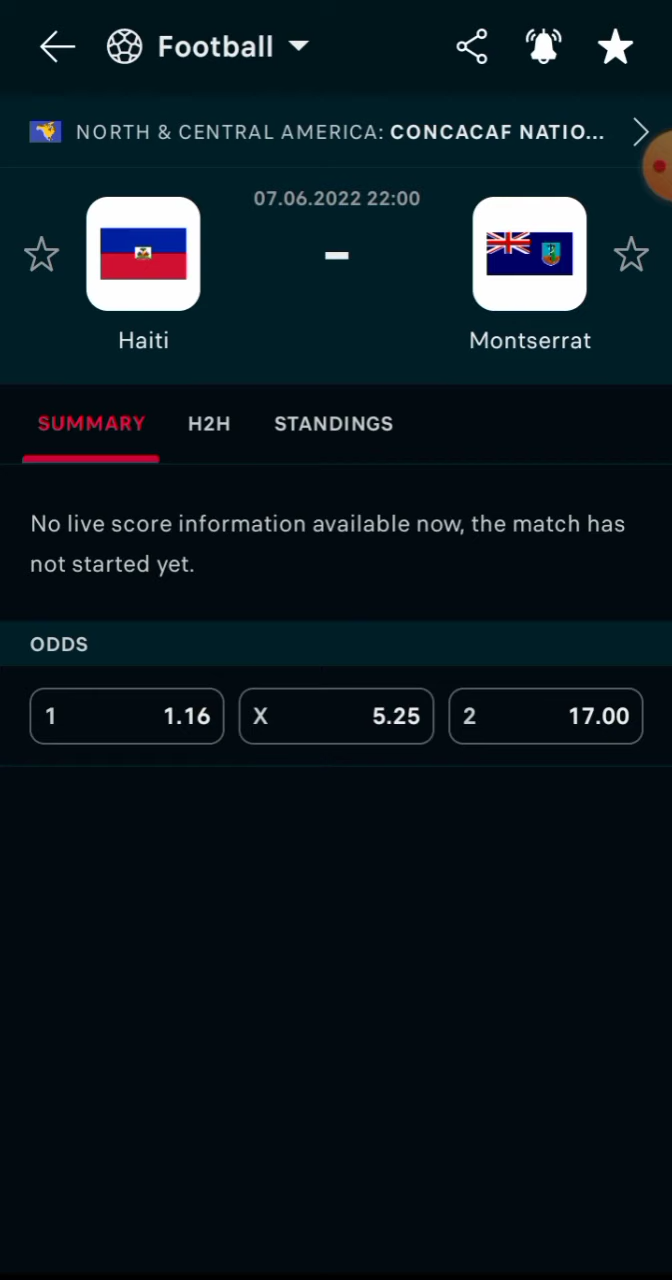 Football
NORTH & CENTRAL AMERICA: CONCACAF NATIO...
07.06.2022 22:00
-
Haiti
Montserrat
SUMMARY H2H STANDINGS
No live score information available now, the match has
not started yet.
ODDS
1 1.16 X 5.25 2 17.00